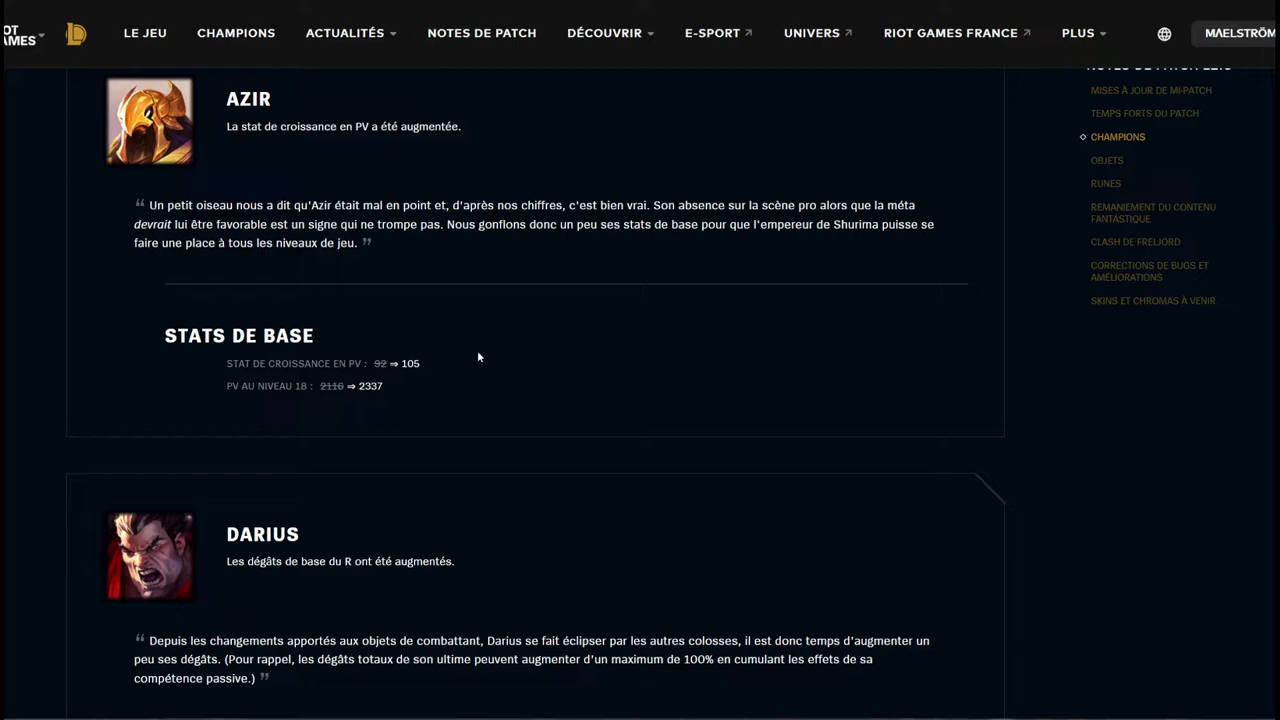 OT
AMES
LE JEU
CHAMPIONS
ACTUALITÉS
NOTES DE PATCH
DÉCOUVRIR
E-SPORT
UNIVERS
RIOT GAMES FRANCE
PLUS
MAELSTRÖM
AZIR
La stat de croissance en PV a été augmentée.
“ Un petit oiseau nous a dit qu'Azir était mal en point et, d'après nos chiffres, c'est bien vrai. Son absence sur la scène pro alors que la méta
devrait lui être favorable est un signe qui ne trompe pas. Nous gonflons donc un peu ses stats de base pour que l'empereur de Shurima puisse se
faire une place à tous les niveaux de jeu. ”
STATS DE BASE
STAT DE CROISSANCE EN PV : 92 ⇒ 105
PV AU NIVEAU 18 : 2116 ⇒ 2337
DARIUS
Les dégâts de base du R ont été augmentés.
“ Depuis les changements apportés aux objets de combattant, Darius se fait éclipser par les autres colosses, il est donc temps d'augmenter un
peu ses dégâts. (Pour rappel, les dégâts totaux de son ultime peuvent augmenter d'un maximum de 100% en cumulant les effets de sa
compétence passive.) ”
MISES À JOUR DE MI-PATCH
TEMPS FORTS DU PATCH
CHAMPIONS
OBJETS
RUNES
REMANIEMENT DU CONTENU
FANTASTIQUE
CLASH DE FRELJORD
CORRECTIONS DE BUGS ET
AMÉLIORATIONS
SKINS ET CHROMAS À VENIR